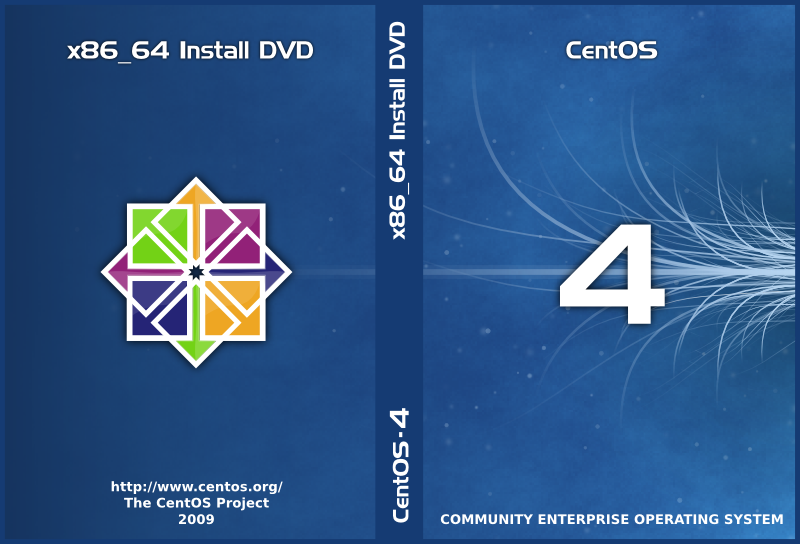 x86_64 Install DVD
http://www.centos.org/
The CentOS Project
2009
x86_64 Install DVD
CentOS-4
CentOS
4
COMMUNITY ENTERPRISE OPERATING SYSTEM